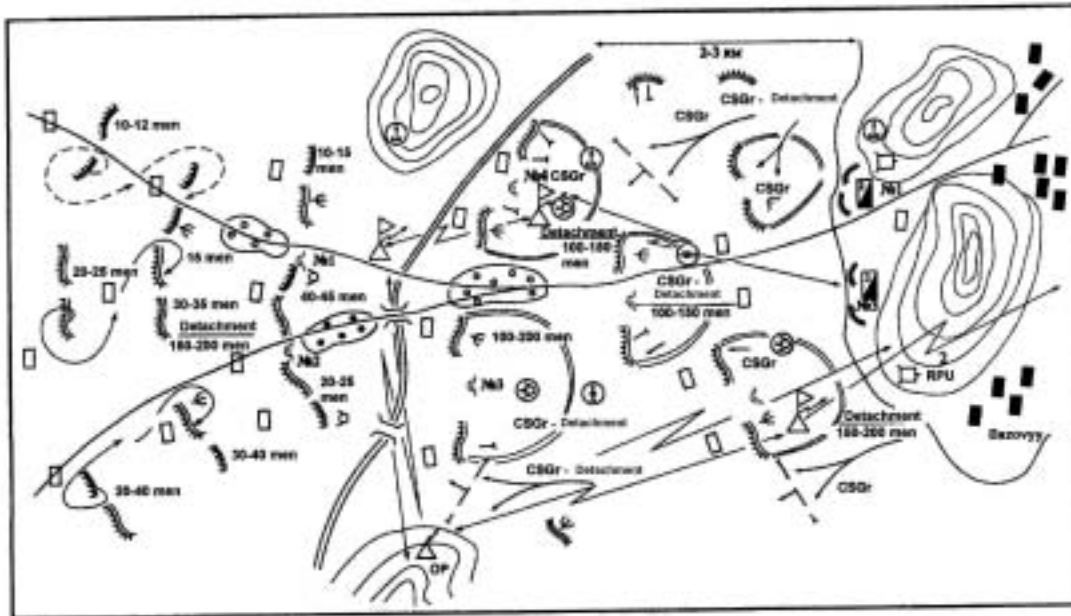 2-3 км
CSGr
CSGr - Detachment
10-12 men
10-15
men
№4 CSGr
CSGr
№1
Detachment
100-150
men
20-25 men
15 men
№1
40-45 men
CSGr -
Detachment
100-150 men
30-35 men
Detachment
150-200 men
150-200 men
№2
20-25
men
№3
CSGr
2
RPU
CSGr - Detachment
Detachment
150-200 men
Bazovyy
30-40 men
CSGr - Detachment
CSGr
30-40 men
OP